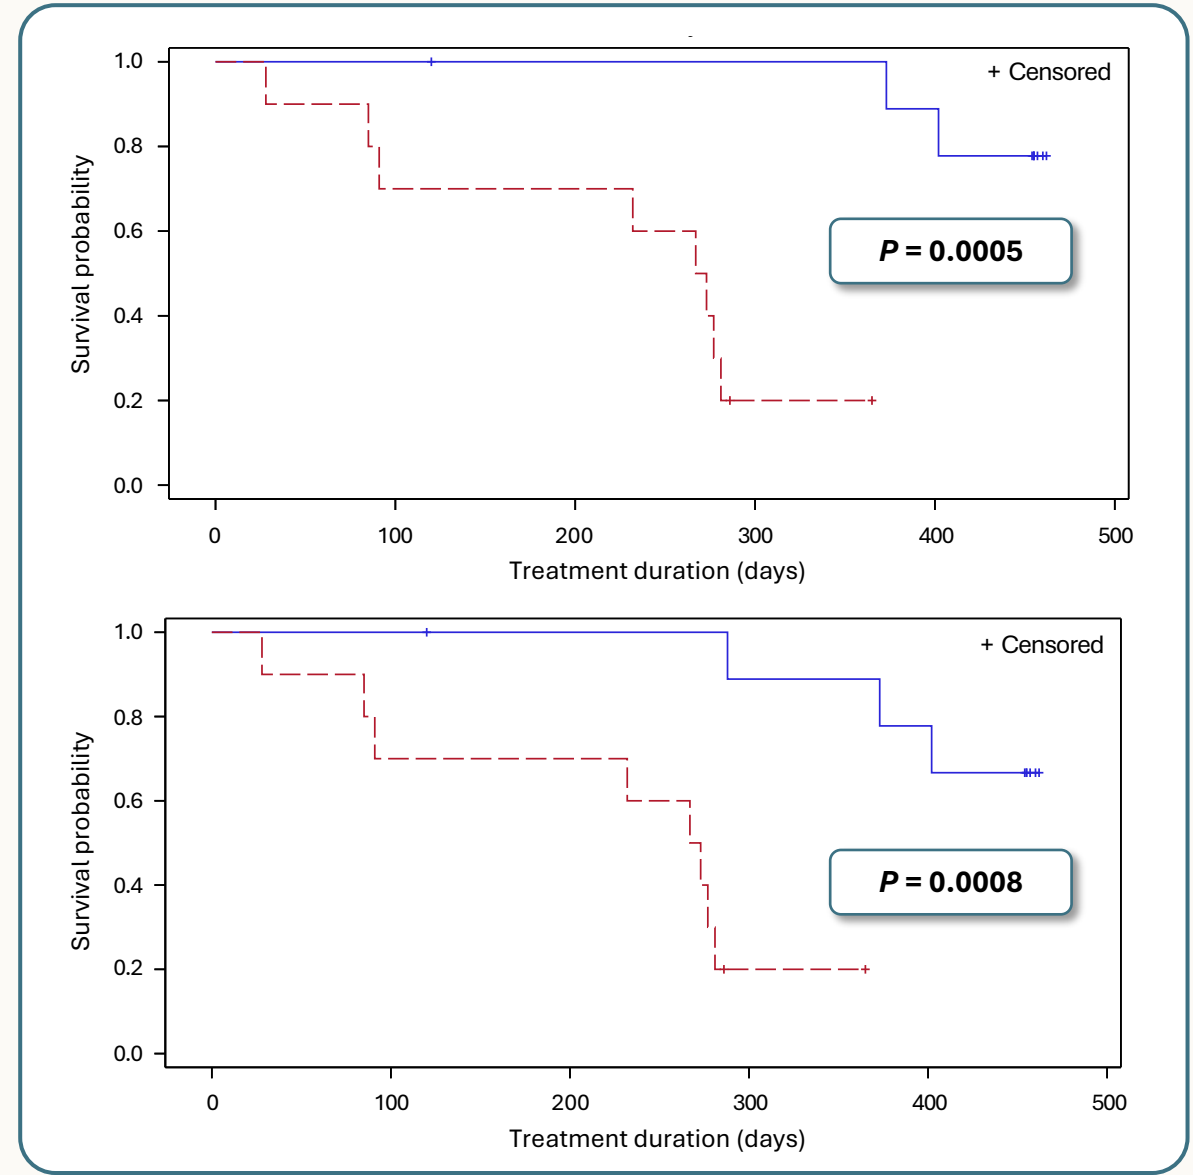 1.0
+ Censored
0.8
0.6
P = 0.0005
0.4
0.2
0.0
Survival probability
0 100 200 300 400 500
Treatment duration (days)
1.0
+ Censored
0.8
0.6
P = 0.0008
0.4
0.2
0.0
Survival probability
0 100 200 300 400 500
Treatment duration (days)